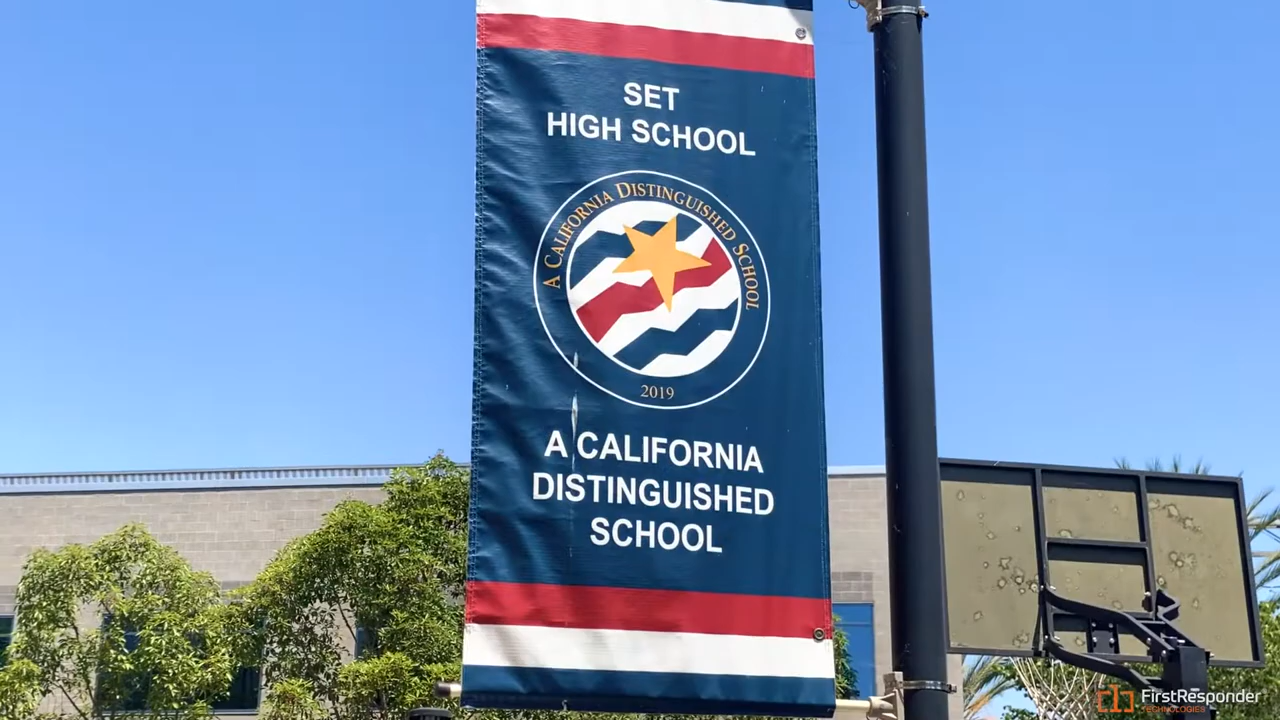 SET
HIGH SCHOOL
A CALIFORNIA DISTINGUISHED SCHOOL
2019
A CALIFORNIA
DISTINGUISHED
SCHOOL
FirstResponder
TECHNOLOGIES